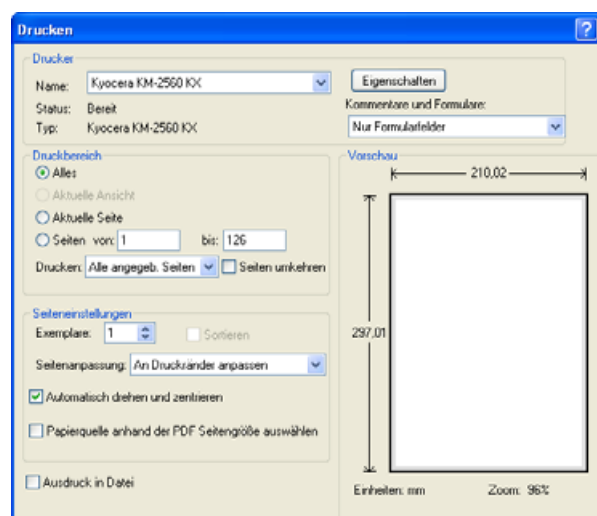 Drucken
?
Drucker
Name: Kyocera KM-2560 KX
Eigenschaften
Status: Bereit
Kommentare und Formulare:
Typ: Kyocera KM-2560 KX
Nur Formularfelder
Druckbereich
Alles
Aktuelle Ansicht
Aktuelle Seite
Seiten von: 1 bis: 126
Drucken: Alle angegeb. Seiten Seiten umkehren
Seiteneinstellungen
Exemplare: 1 Sortieren
Seitenanpassung: An Druckränder anpassen
Automatisch drehen und zentrieren
Papierquelle anhand der PDF Seitengröße auswählen
Ausdruck in Datei
Vorschau
210,02
297,01
Einheiten: mm Zoom: 96%